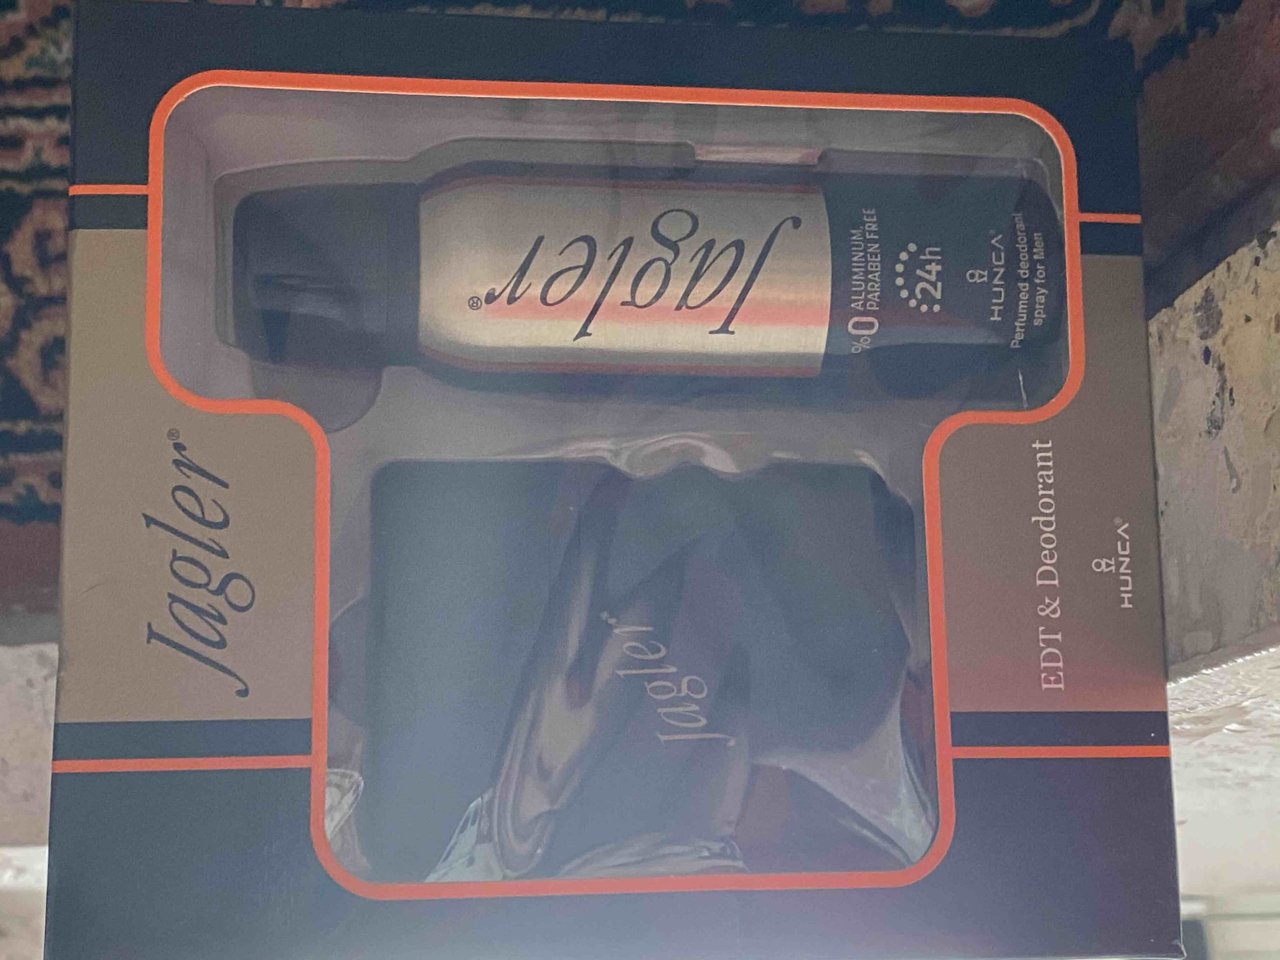 Jagler®
Jagler
Jagler®
%0 ALUMINUM,
PARABEN FREE
24h
HUNCA
Perfumed deodorant
spray for Men
EDT & Deodorant
HUNCA®